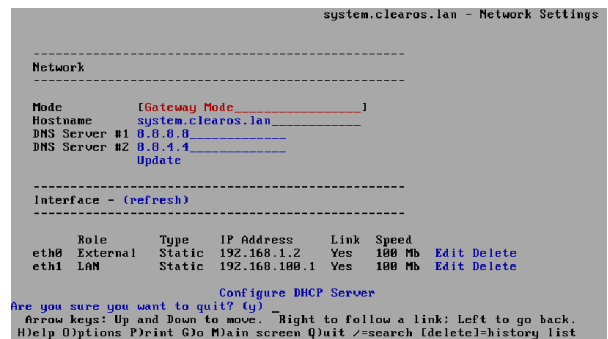 system.clearos.lan - Network Settings
---------------------------------------------------
Network
---------------------------------------------------
Mode [Gateway Mode_________________]
Hostname system.clearos.lan____________
DNS Server #1 8.8.8.8_____________
DNS Server #2 8.8.4.4_____________
Update
---------------------------------------------------
Interface - (refresh)
---------------------------------------------------
Role Type IP Address Link Speed
eth0 External Static 192.168.1.2 Yes 100 Mb Edit Delete
eth1 LAN Static 192.168.100.1 Yes 100 Mb Edit Delete
Configure DHCP Server
Are you sure you want to quit? (y) _
Arrow keys: Up and Down to move. Right to follow a link; Left to go back.
H)elp O)ptions P)rint G)o M)ain screen Q)uit /=search [delete]=history list